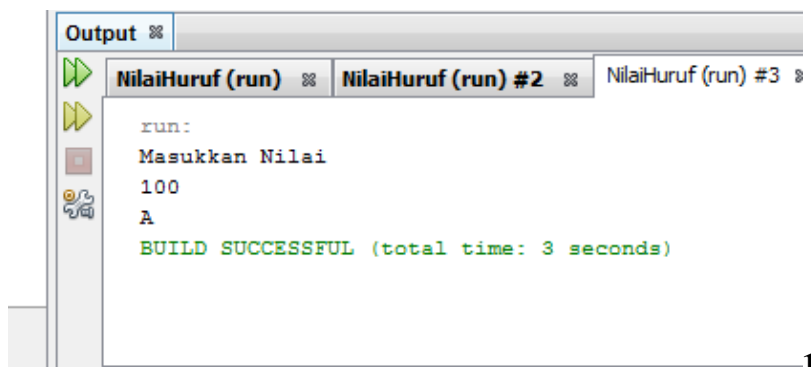 Output
NilaiHuruf (run) NilaiHuruf (run) #2 NilaiHuruf (run) #3
run:
Masukkan Nilai
100
A
BUILD SUCCESSFUL (total time: 3 seconds)
1